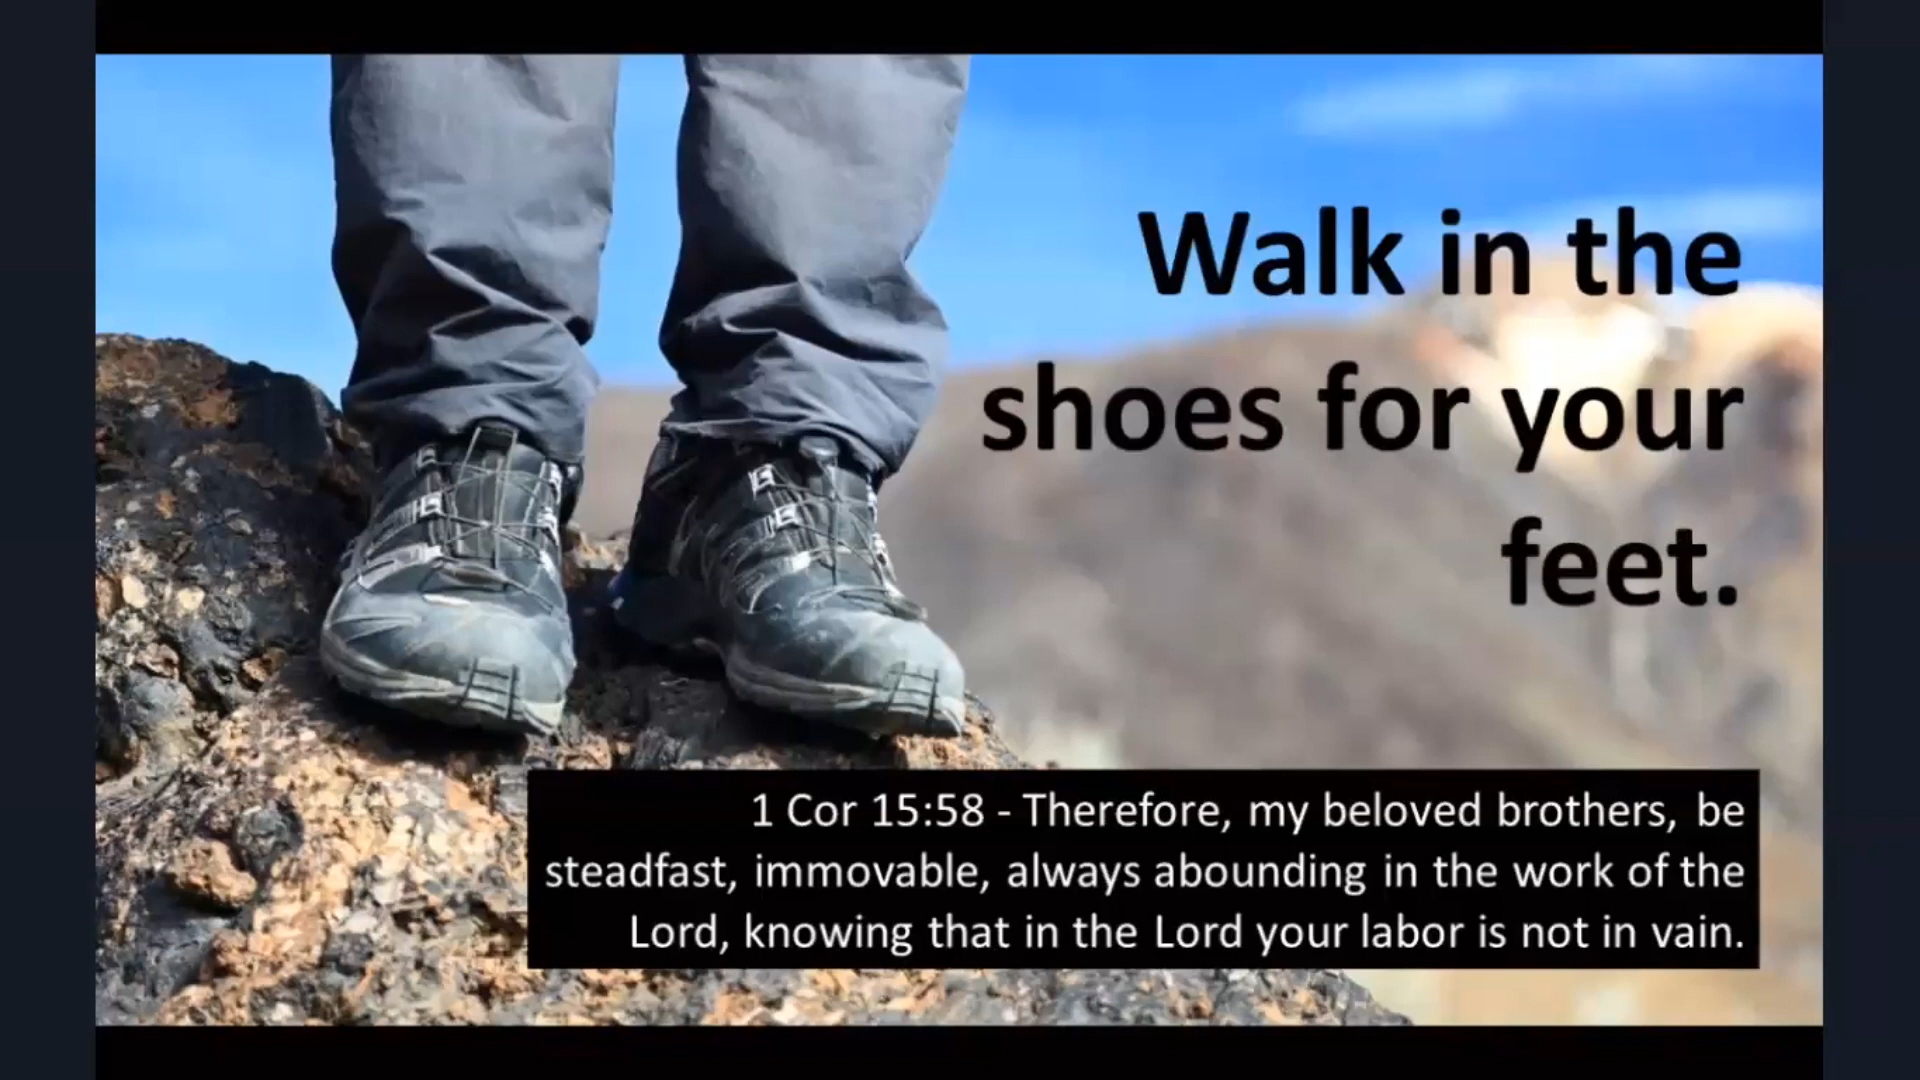 Walk in the
shoes for your
feet.
1 Cor 15:58 - Therefore, my beloved brothers, be
steadfast, immovable, always abounding in the work of the
Lord, knowing that in the Lord your labor is not in vain.